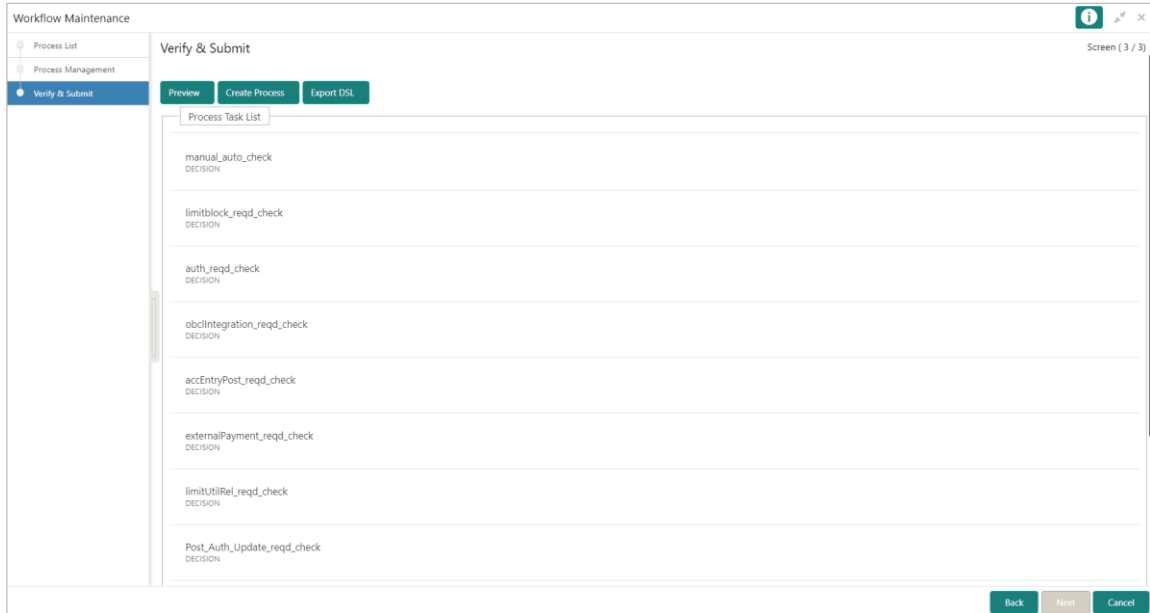 Workflow Maintenance
Process List
Process Management
Verify & Submit
Verify & Submit
Screen ( 3 / 3)
Preview
Create Process
Export DSL
Process Task List
manual_auto_check
DECISION
limitblock_reqd_check
DECISION
auth_reqd_check
DECISION
obclIntegration_reqd_check
DECISION
accEntryPost_reqd_check
DECISION
externalPayment_reqd_check
DECISION
limitUtilRel_reqd_check
DECISION
Post_Auth_Update_reqd_check
DECISION
Back
Next
Cancel